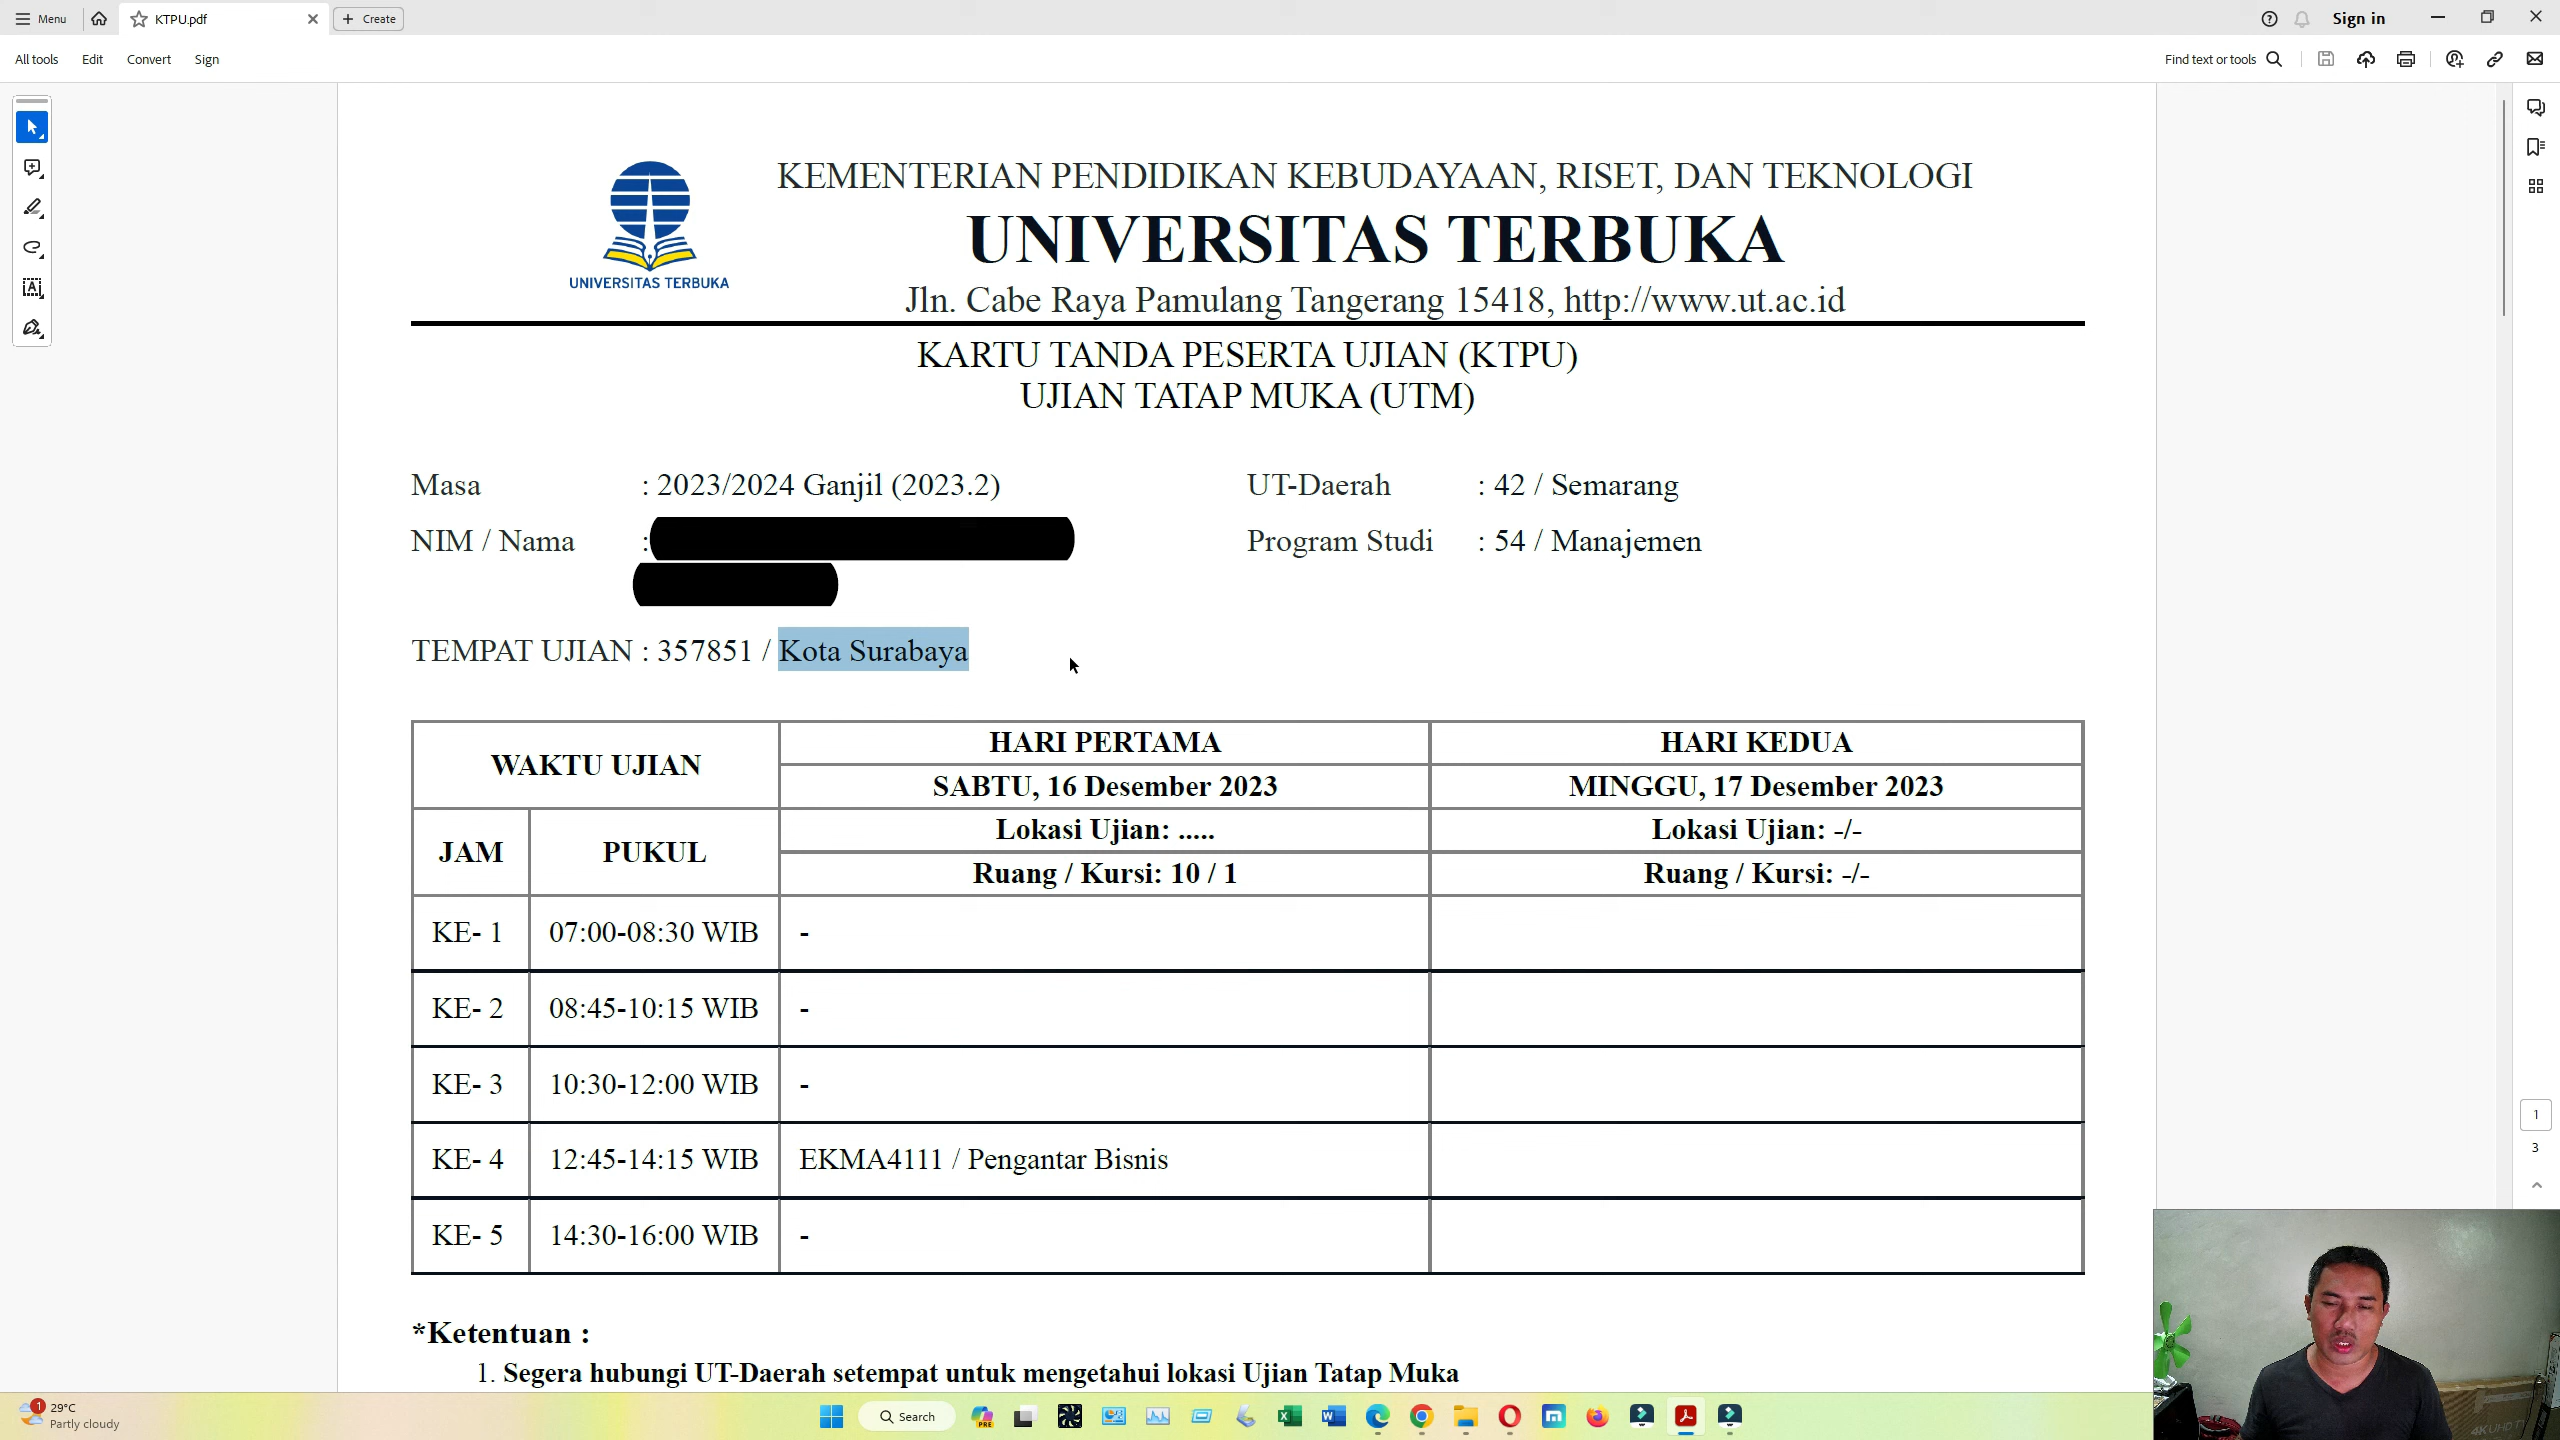 Menu
KTPU.pdf
Create
Sign in
All tools Edit Convert Sign
Find text or tools
KEMENTERIAN PENDIDIKAN KEBUDAYAAN, RISET, DAN TEKNOLOGI
UNIVERSITAS TERBUKA
UNIVERSITAS TERBUKA
Jln. Cabe Raya Pamulang Tangerang 15418, http://www.ut.ac.id
KARTU TANDA PESERTA UJIAN (KTPU)
UJIAN TATAP MUKA (UTM)
Masa : 2023/2024 Ganjil (2023.2) UT-Daerah : 42 / Semarang
NIM / Nama : Program Studi : 54 / Manajemen
TEMPAT UJIAN : 357851 / Kota Surabaya
WAKTU UJIAN HARI PERTAMA HARI KEDUA
SABTU, 16 Desember 2023 MINGGU, 17 Desember 2023
JAM PUKUL Lokasi Ujian: ..... Lokasi Ujian: -/-
Ruang / Kursi: 10 / 1 Ruang / Kursi: -/-
KE- 1 07:00-08:30 WIB -
KE- 2 08:45-10:15 WIB -
KE- 3 10:30-12:00 WIB -
KE- 4 12:45-14:15 WIB EKMA4111 / Pengantar Bisnis
KE- 5 14:30-16:00 WIB -
1
3
*Ketentuan :
1. Segera hubungi UT-Daerah setempat untuk mengetahui lokasi Ujian Tatap Muka
1
29°C
Partly cloudy
Search
PRE